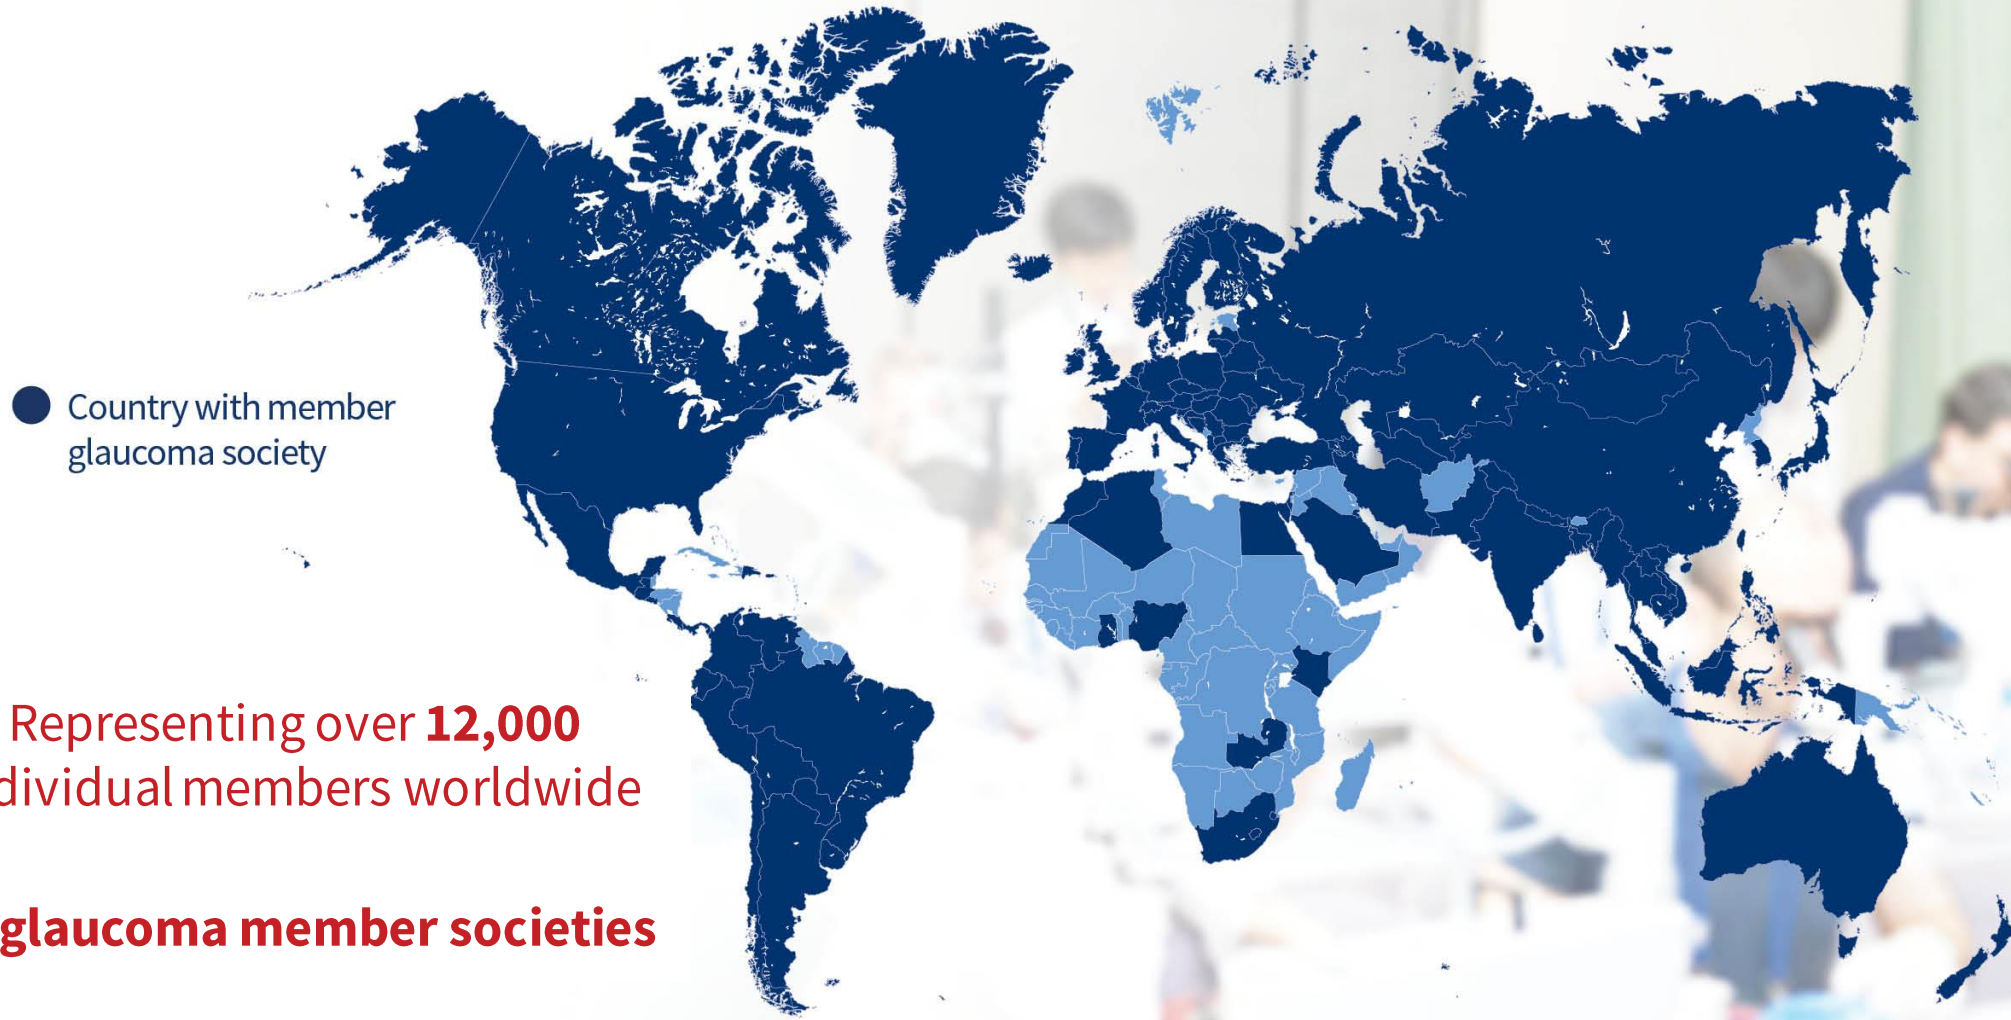 Country with member
glaucoma society
Representing over 12,000
dividual members worldwide
glaucoma member societies